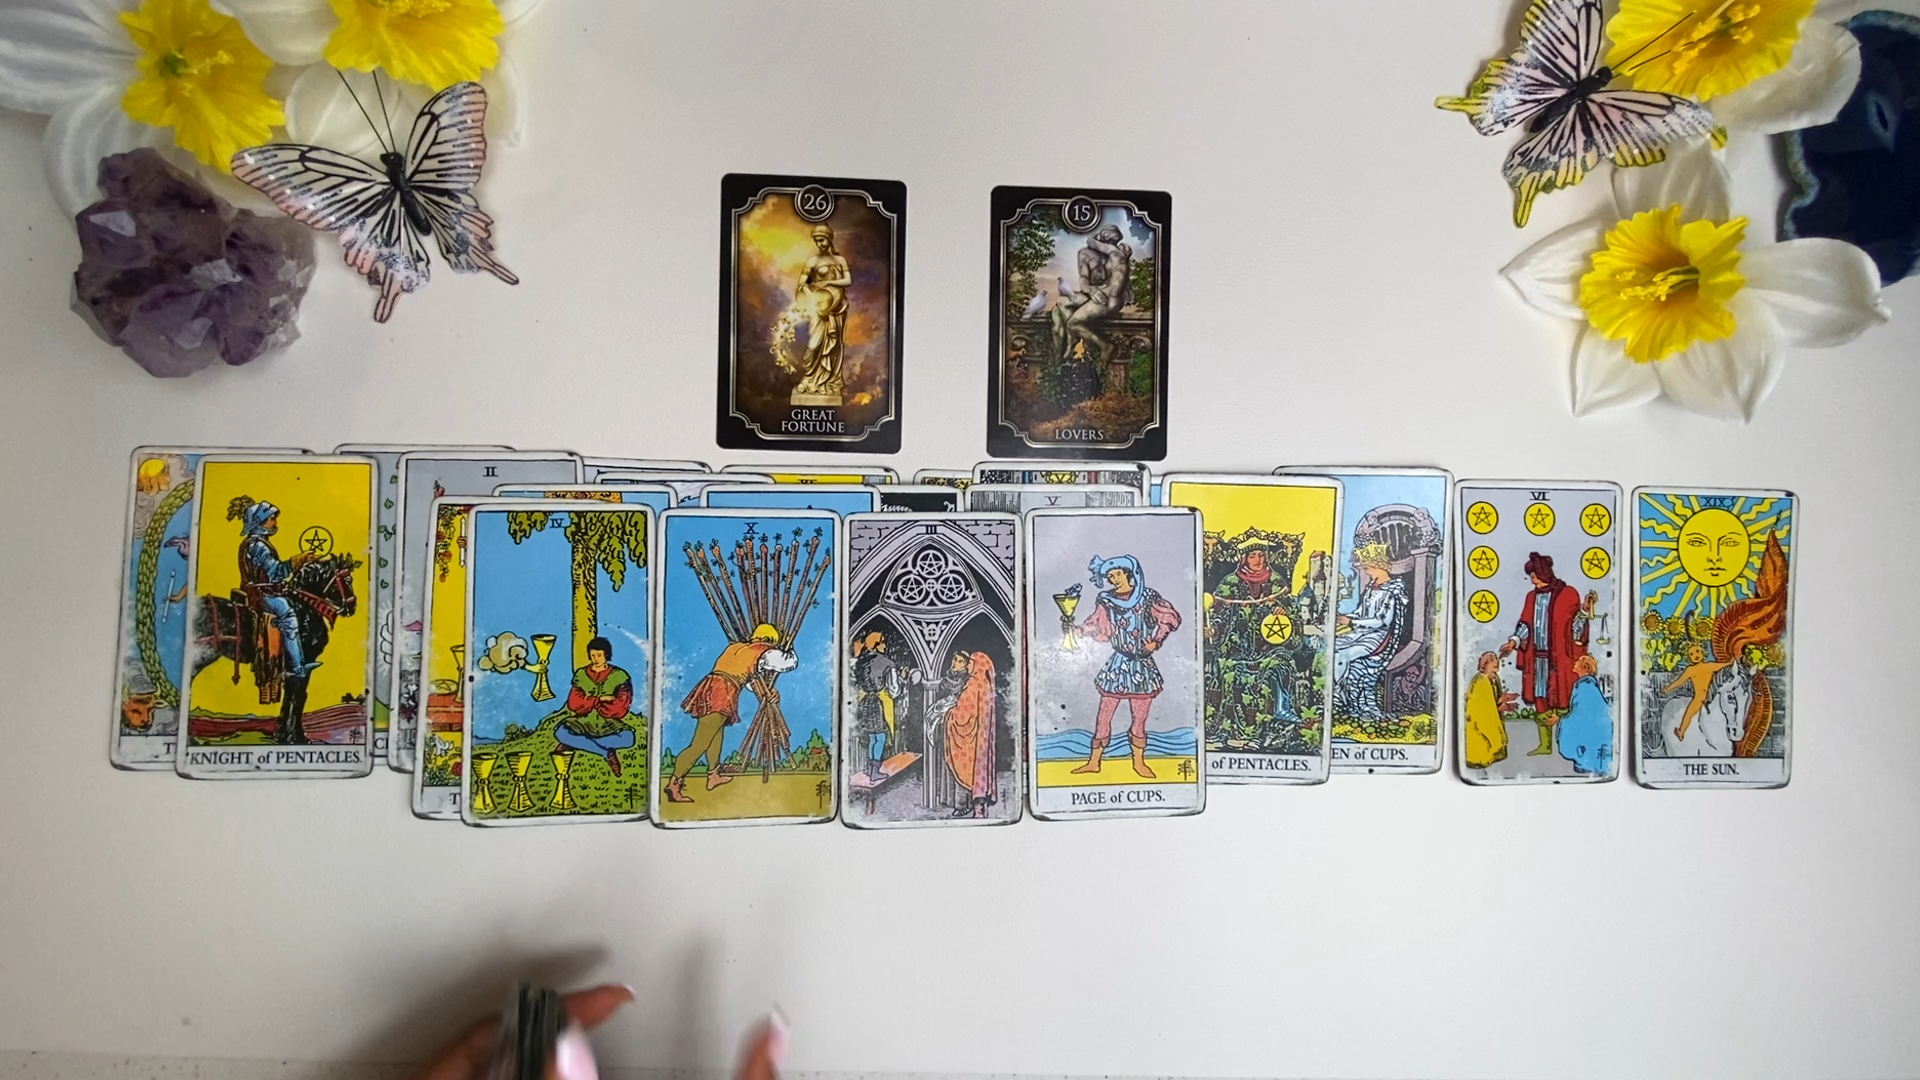 26
GREAT
FORTUNE
15
LOVERS
KNIGHT of PENTACLES.
II
IV
X
III
V
PAGE of CUPS.
of PENTACLES.
EN of CUPS.
VI
XIX
THE SUN.